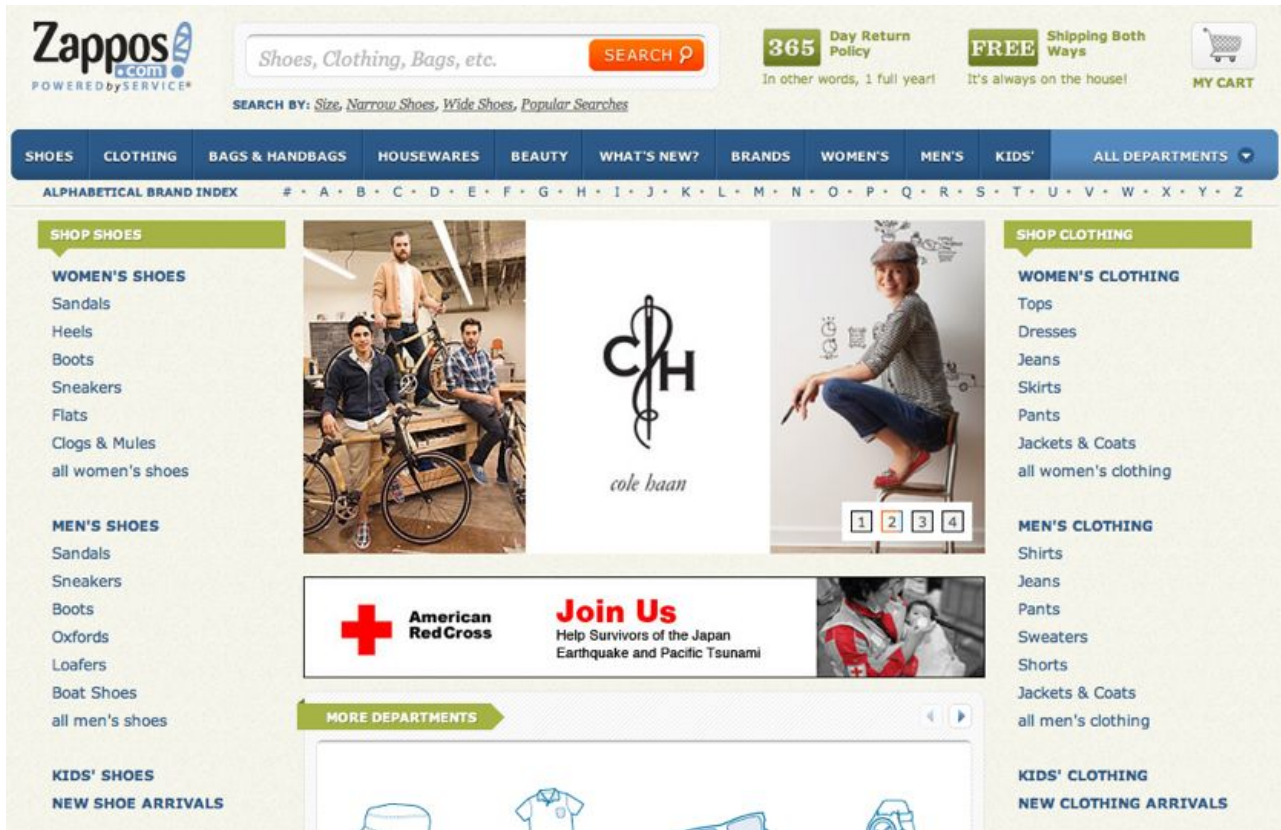 Zappos
.com
POWERED by SERVICE®
Shoes, Clothing, Bags, etc.
SEARCH
SEARCH BY: Size, Narrow Shoes, Wide Shoes, Popular Searches
365 Day Return Policy
In other words, 1 full year!
FREE Shipping Both Ways
It's always on the house!
MY CART
SHOES CLOTHING BAGS & HANDBAGS HOUSEWARES BEAUTY WHAT'S NEW? BRANDS WOMEN'S MEN'S KIDS' ALL DEPARTMENTS
ALPHABETICAL BRAND INDEX # • A • B • C • D • E • F • G • H • I • J • K • L • M • N • O • P • Q • R • S • T • U • V • W • X • Y • Z
SHOP SHOES
WOMEN'S SHOES
Sandals
Heels
Boots
Sneakers
Flats
Clogs & Mules
all women's shoes
MEN'S SHOES
Sandals
Sneakers
Boots
Oxfords
Loafers
Boat Shoes
all men's shoes
KIDS' SHOES
NEW SHOE ARRIVALS
CH
cole haan
1 2 3 4
American
Red Cross
Join Us
Help Survivors of the Japan
Earthquake and Pacific Tsunami
MORE DEPARTMENTS
SHOP CLOTHING
WOMEN'S CLOTHING
Tops
Dresses
Jeans
Skirts
Pants
Jackets & Coats
all women's clothing
MEN'S CLOTHING
Shirts
Jeans
Pants
Sweaters
Shorts
Jackets & Coats
all men's clothing
KIDS' CLOTHING
NEW CLOTHING ARRIVALS